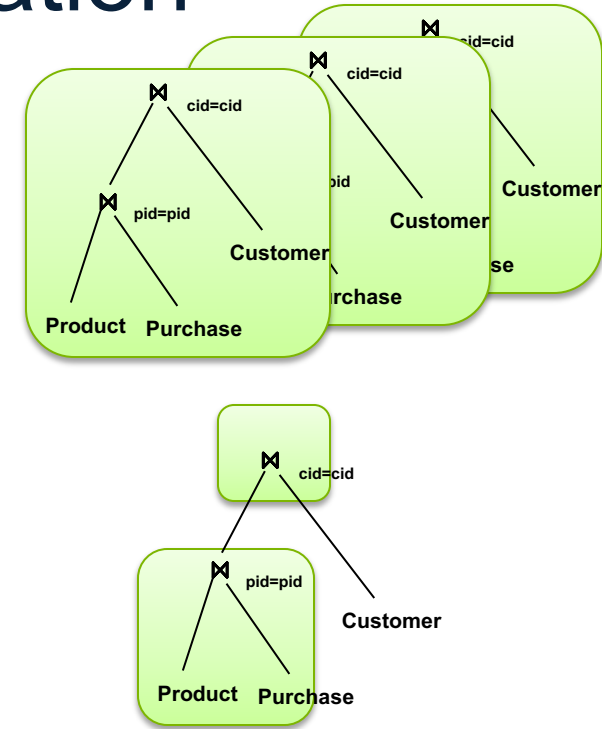 ation
cid=cid
cid=cid
cid=cid
pid=pid
pid
Customer
Customer
Customer
se
rchase
Product Purchase
cid=cid
pid=pid
Customer
Product Purchase